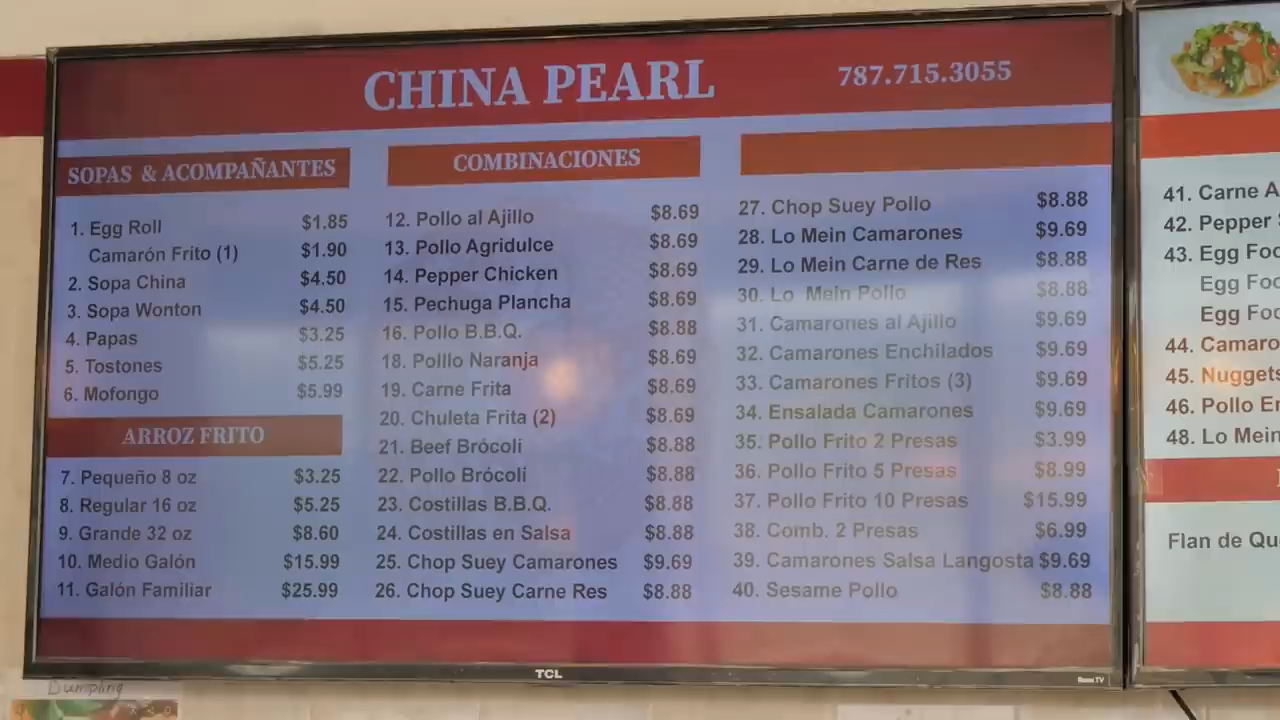 CHINA PEARL
787.715.3055
SOPAS & ACOMPAÑANTES
1. Egg Roll $1.85
Camarón Frito (1) $1.90
2. Sopa China $4.50
3. Sopa Wonton $4.50
4. Papas $3.25
5. Tostones $5.25
6. Mofongo $5.99
ARROZ FRITO
7. Pequeño 8 oz $3.25
8. Regular 16 oz $5.25
9. Grande 32 oz $8.60
10. Medio Galón $15.99
11. Galón Familiar $25.99
COMBINACIONES
12. Pollo al Ajillo $8.69
13. Pollo Agridulce $8.69
14. Pepper Chicken $8.69
15. Pechuga Plancha $8.69
16. Pollo B.B.Q. $8.88
18. Polllo Naranja $8.69
19. Carne Frita $8.69
20. Chuleta Frita (2) $8.69
21. Beef Brócoli $8.88
22. Pollo Brócoli $8.88
23. Costillas B.B.Q. $8.88
24. Costillas en Salsa $8.88
25. Chop Suey Camarones $9.69
26. Chop Suey Carne Res $8.88
27. Chop Suey Pollo $8.88
28. Lo Mein Camarones $9.69
29. Lo Mein Carne de Res $8.88
30. Lo Mein Pollo $8.88
31. Camarones al Ajillo $9.69
32. Camarones Enchilados $9.69
33. Camarones Fritos (3) $9.69
34. Ensalada Camarones $9.69
35. Pollo Frito 2 Presas $3.99
36. Pollo Frito 5 Presas $8.99
37. Pollo Frito 10 Presas $15.99
38. Comb. 2 Presas $6.99
39. Camarones Salsa Langosta $9.69
40. Sesame Pollo $8.88
41. Carne
42. Pepper
43. Egg
Egg
Egg
44.
45. Nuggets
46. Pollo
48. Lo Mein
Flan de
TCL
Roku TV
Dumpling